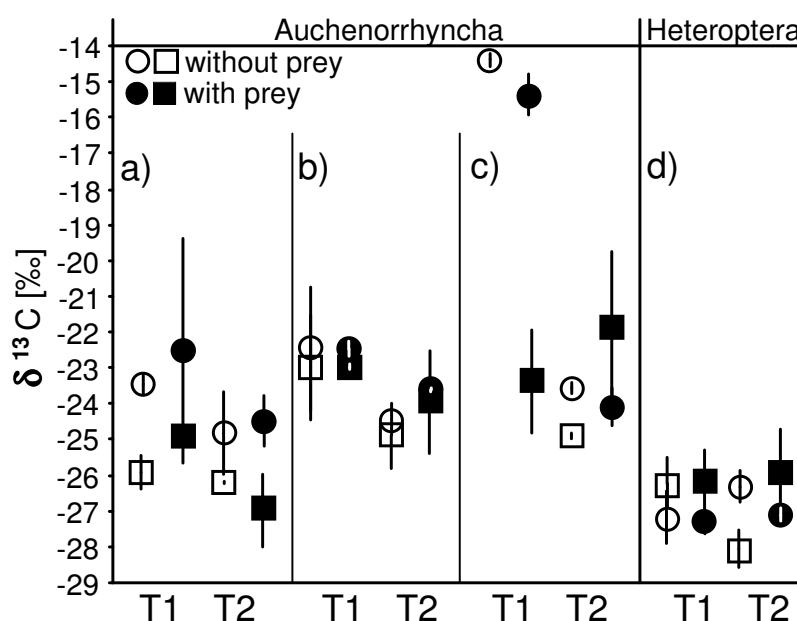 Auchenorrhyncha Heteroptera
without prey
with prey
a) b) c) d)
δ ¹³C [‰]
-14
-15
-16
-17
-18
-19
-20
-21
-22
-23
-24
-25
-26
-27
-28
-29
T1 T2 T1 T2 T1 T2 T1 T2